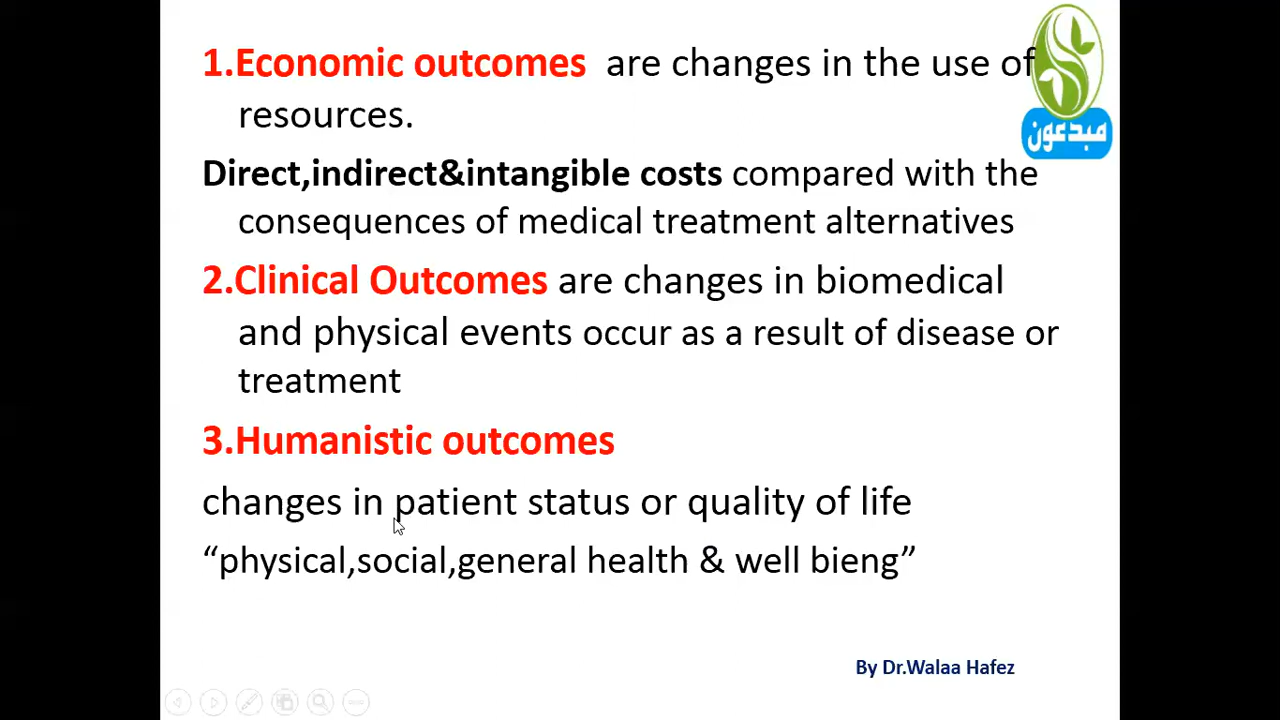 1.Economic outcomes are changes in the use of
resources.
مبدعون
Direct,indirect&intangible costs compared with the
consequences of medical treatment alternatives
2.Clinical Outcomes are changes in biomedical
and physical events occur as a result of disease or
treatment
3.Humanistic outcomes
changes in patient status or quality of life
“physical,social,general health & well bieng”
By Dr.Walaa Hafez